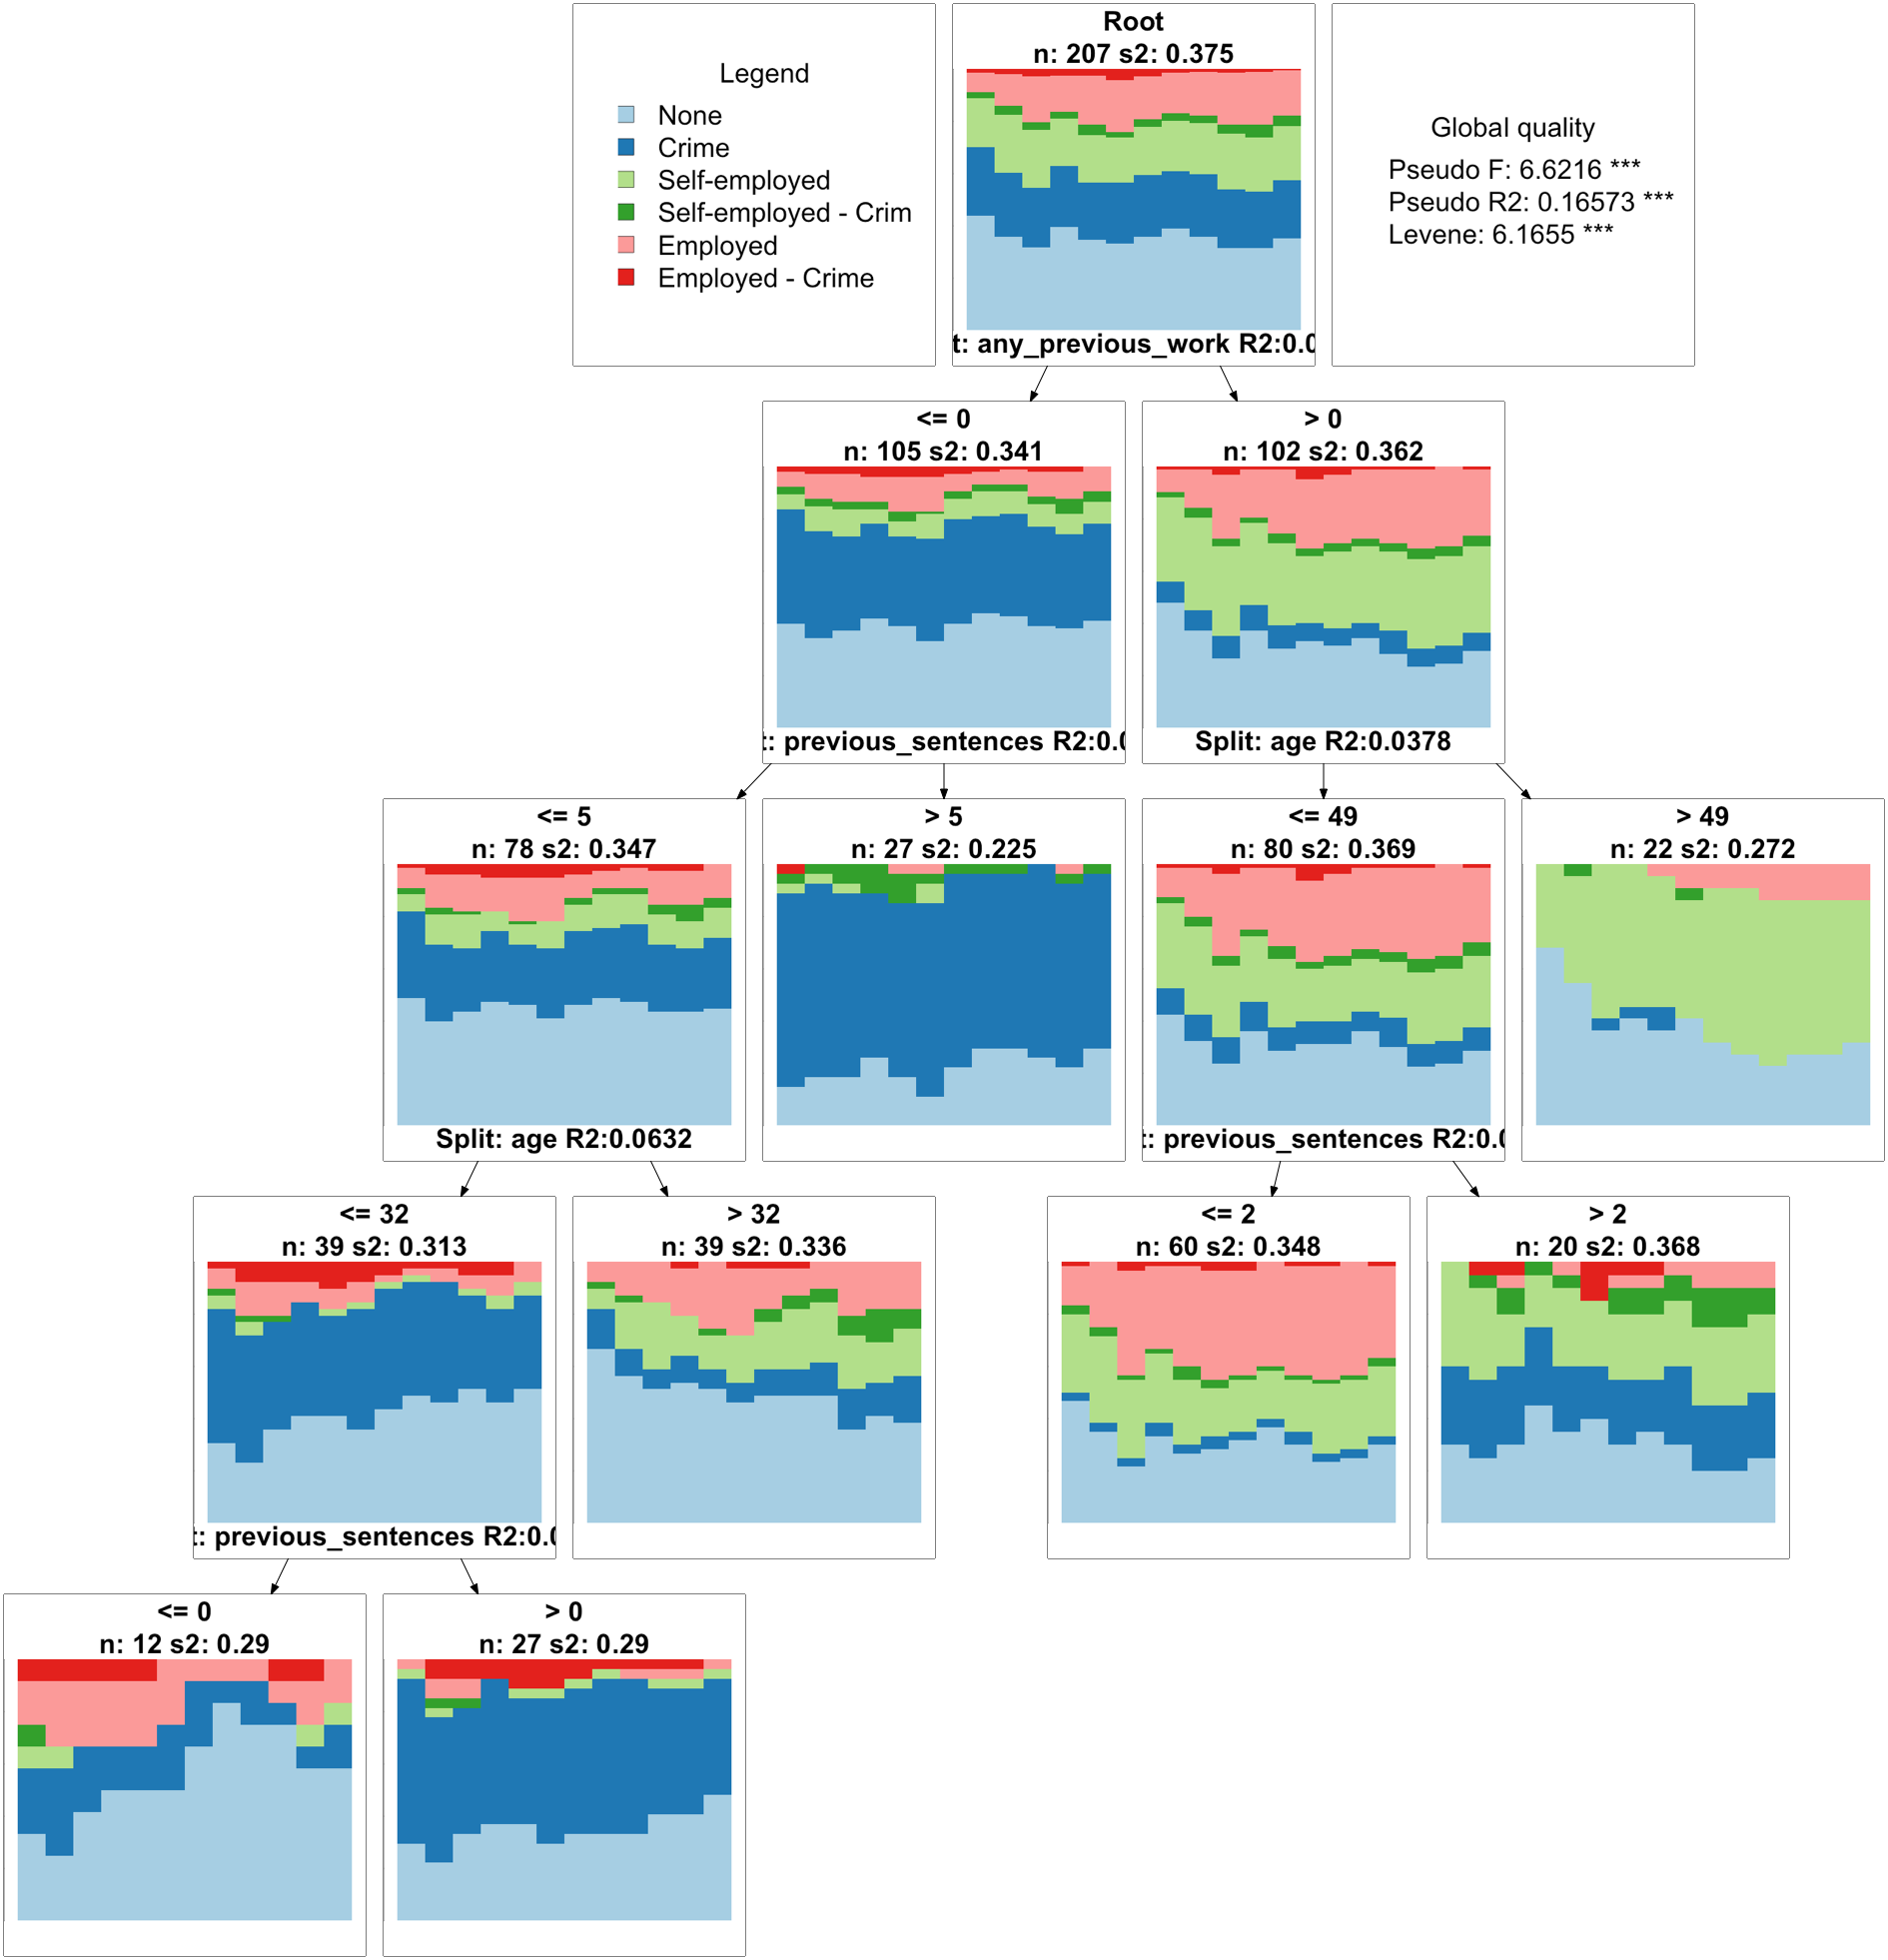 Legend
None
Crime
Self-employed
Self-employed - Crim
Employed
Employed - Crime
Root
n: 207 s2: 0.375
t: any_previous_work R2:0.0
Global quality
Pseudo F: 6.6216 ***
Pseudo R2: 0.16573 ***
Levene: 6.1655 ***
<= 0
n: 105 s2: 0.341
t: previous_sentences R2:0.0
> 0
n: 102 s2: 0.362
Split: age R2:0.0378
<= 5
n: 78 s2: 0.347
Split: age R2:0.0632
> 5
n: 27 s2: 0.225
<= 49
n: 80 s2: 0.369
t: previous_sentences R2:0.0
> 49
n: 22 s2: 0.272
<= 32
n: 39 s2: 0.313
t: previous_sentences R2:0.0
> 32
n: 39 s2: 0.336
<= 2
n: 60 s2: 0.348
> 2
n: 20 s2: 0.368
<= 0
n: 12 s2: 0.29
> 0
n: 27 s2: 0.29